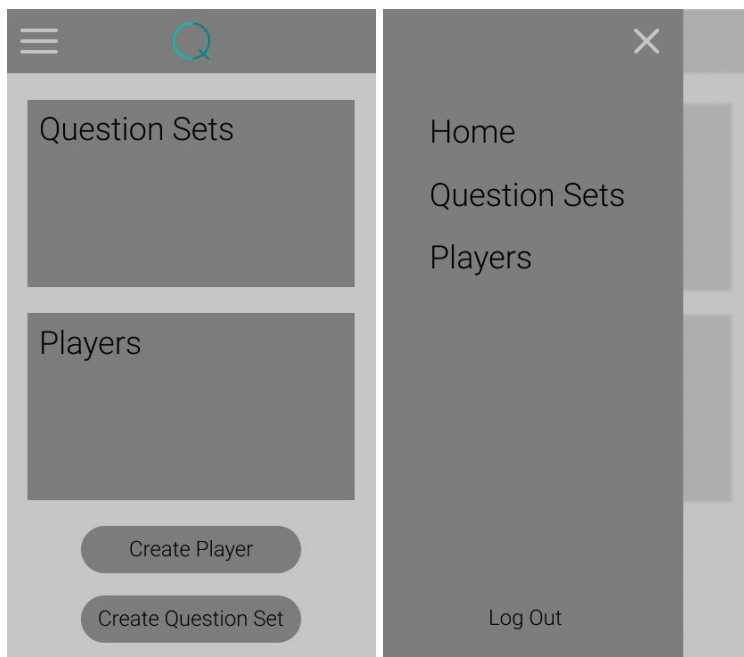 Question Sets
Players
Create Player
Create Question Set
Home
Question Sets
Players
Log Out